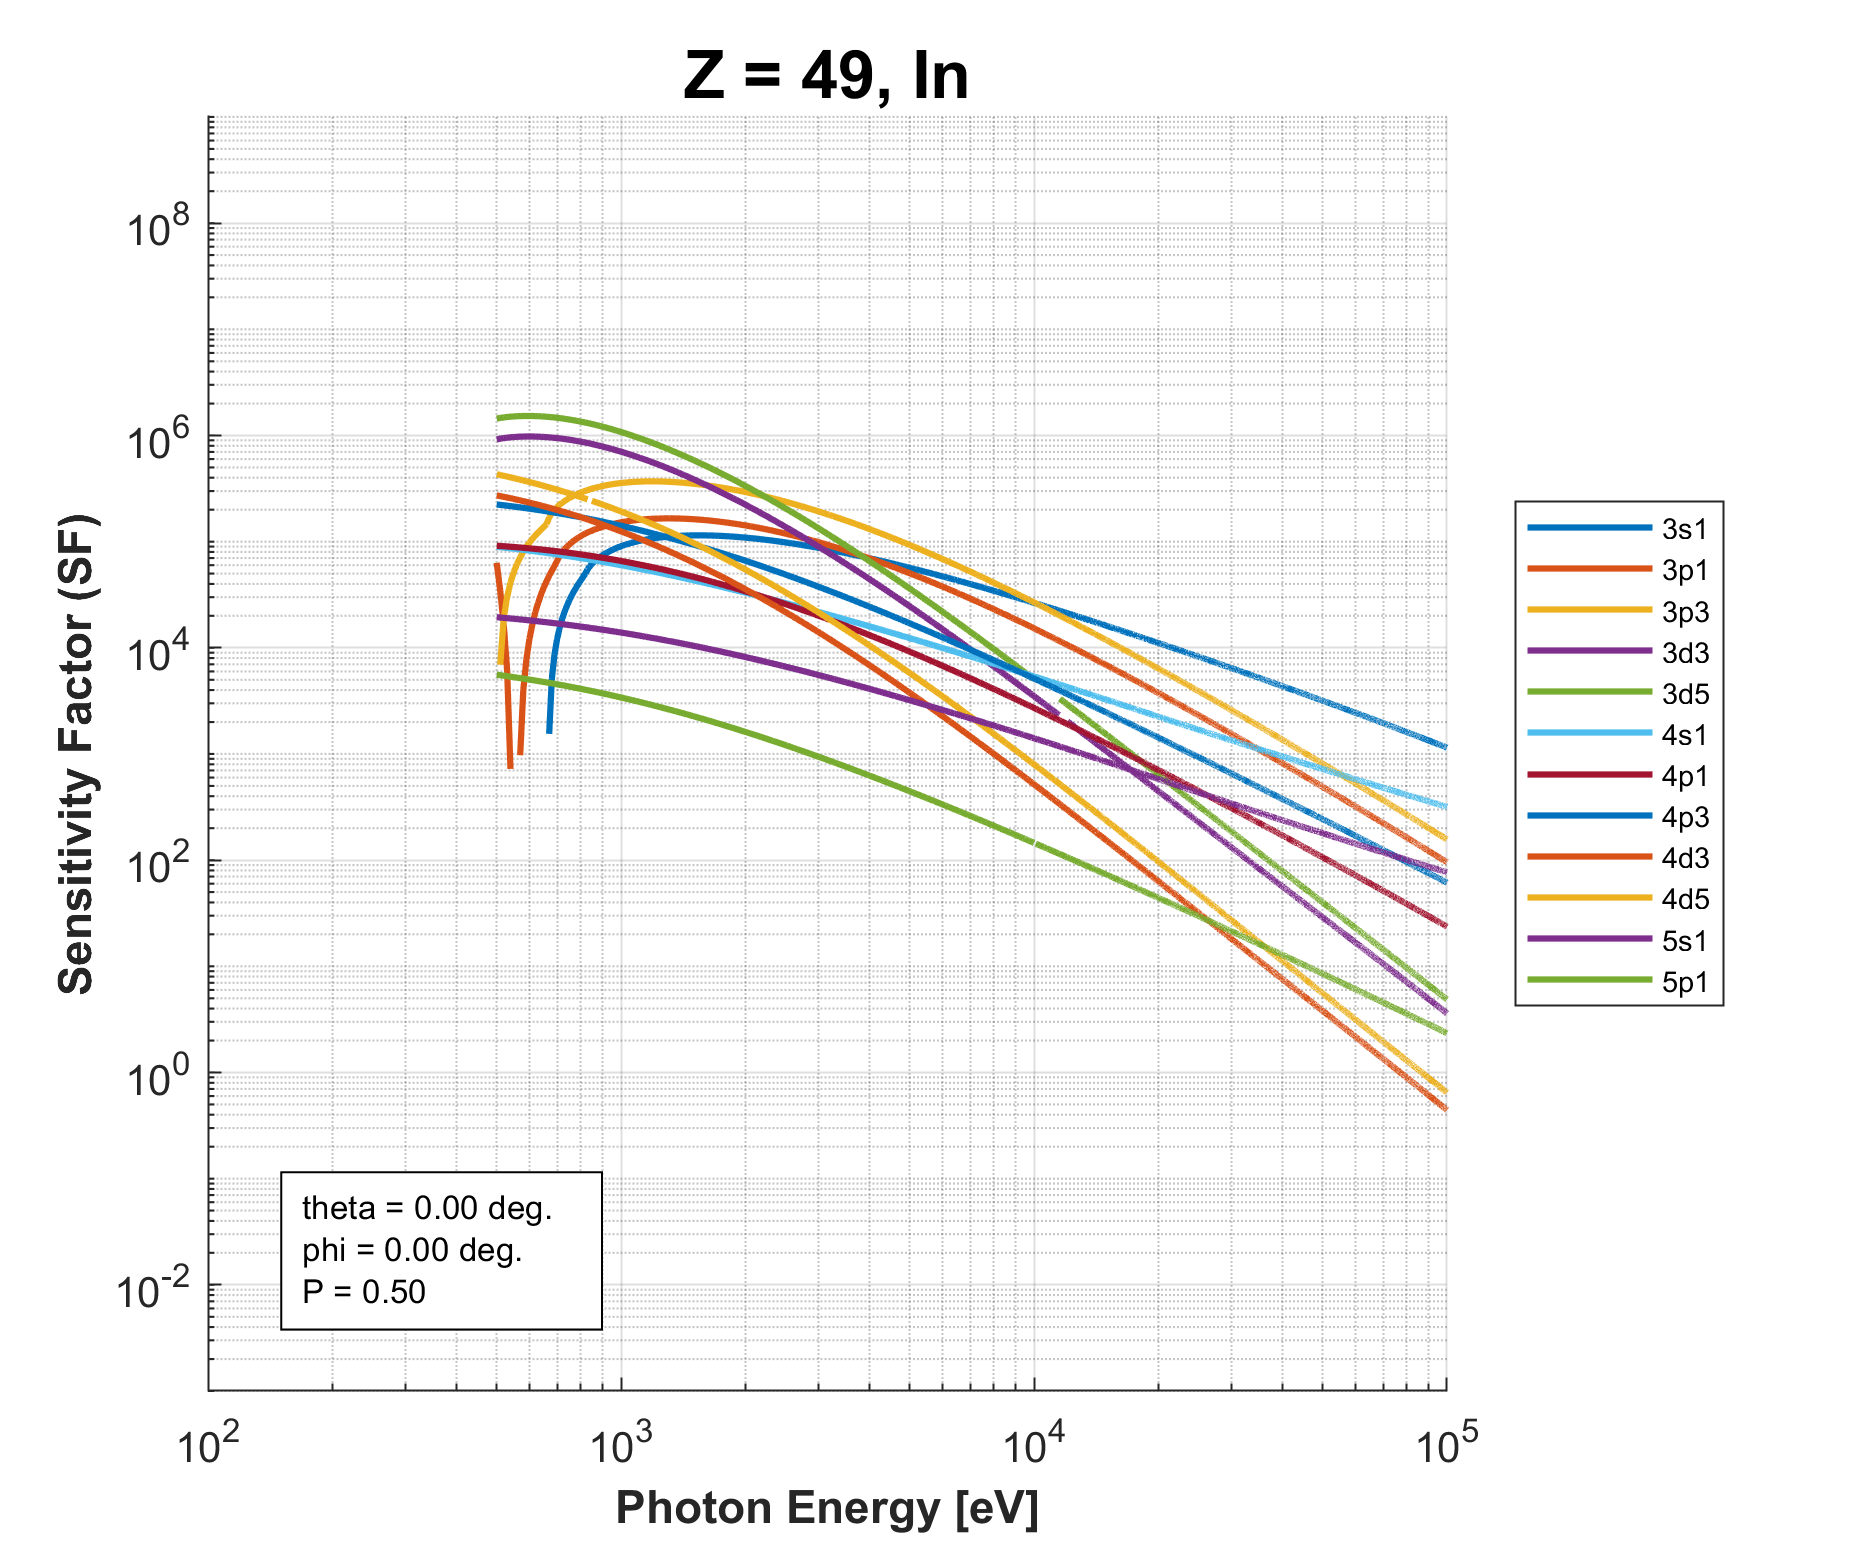 Z = 49, In
Sensitivity Factor (SF)
10^8
10^6
10^4
10^2
10^0
10^-2
theta = 0.00 deg.
phi = 0.00 deg.
P = 0.50
10^2
10^3
10^4
10^5
Photon Energy [eV]
3s1
3p1
3p3
3d3
3d5
4s1
4p1
4p3
4d3
4d5
5s1
5p1